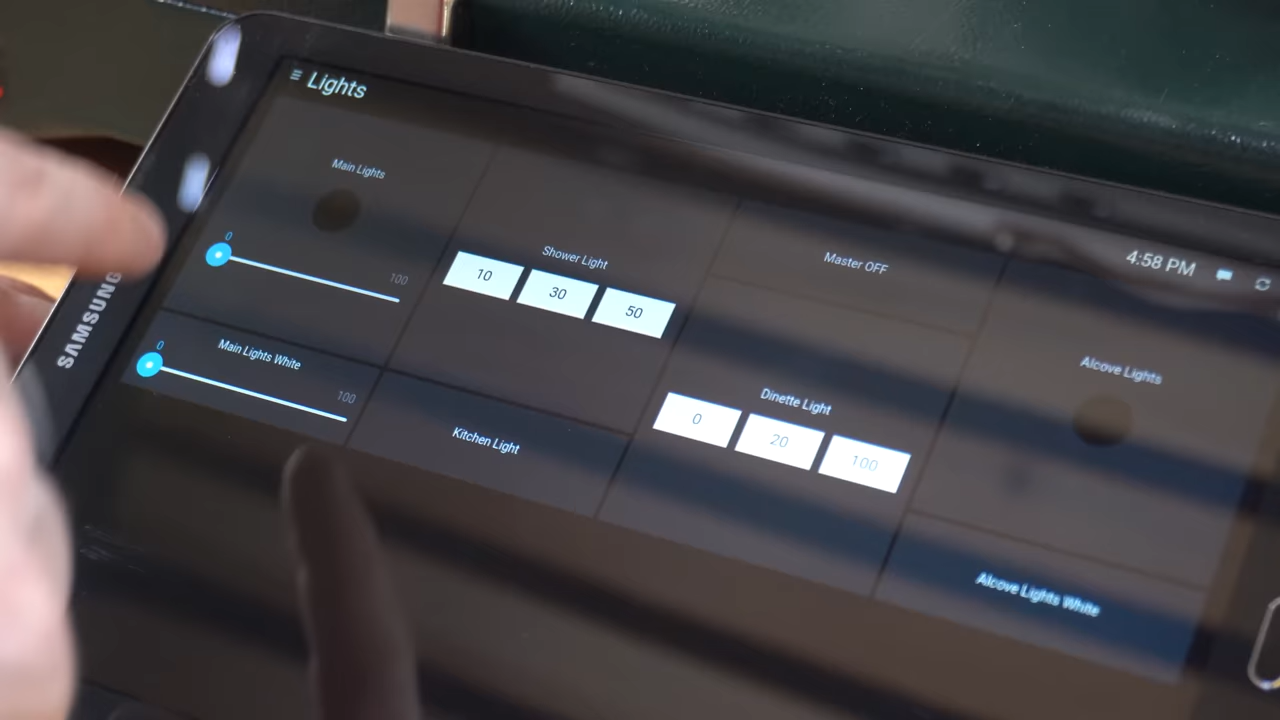 Lights
4:58 PM
Main Lights
0
100
Main Lights White
0
100
Shower Light
10
30
50
Kitchen Light
Master OFF
Dinette Light
0
20
100
Alcove Lights
Alcove Lights White
SAMSUNG